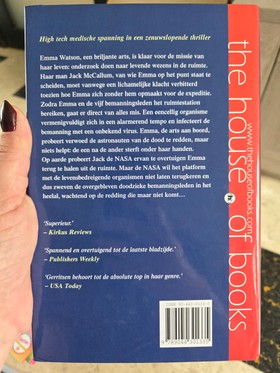 High tech medische spanning in een zenuwslopende thriller
Emma Watson, een briljante arts, is klaar voor de missie van
haar leven: onderzoek doen naar levende wezens in de ruimte.
Haar man Jack McCallum, van wie Emma op het punt staat te
scheiden, moet vanwege een lichamelijk klacht verbitterd
toezien hoe Emma zich zonder hem opmaakt voor de expeditie.
Zodra Emma en de vijf bemanningsleden het ruimtestation
bereiken, gaat er direct van alles mis. Een eencellig organisme
vermenigvuldigt zich in een alarmerend tempo en infecteert de
bemanning met een onbekend virus. Emma, de arts aan boord,
probeert verwoed de astronauten van de dood te redden, maar
niets helpt: de een na de ander sterft onder haar handen.
Op aarde probeert Jack de NASA ervan te overtuigen Emma
terug te halen uit de ruimte. Maar de NASA wil het platform
met de levensbedreigende organismen niet laten terugkeren en
dus zweven de overgebleven doodzieke bemanningsleden in het
heelal, wachtend op de redding die maar niet komt...
'Superieur.'
– Kirkus Reviews
'Spannend en overtuigend tot de laatste bladzijde.'
– Publishers Weekly
'Gerritsen behoort tot de absolute top in haar genre.'
– USA Today
the house of books
www.thehouseofbooks.com